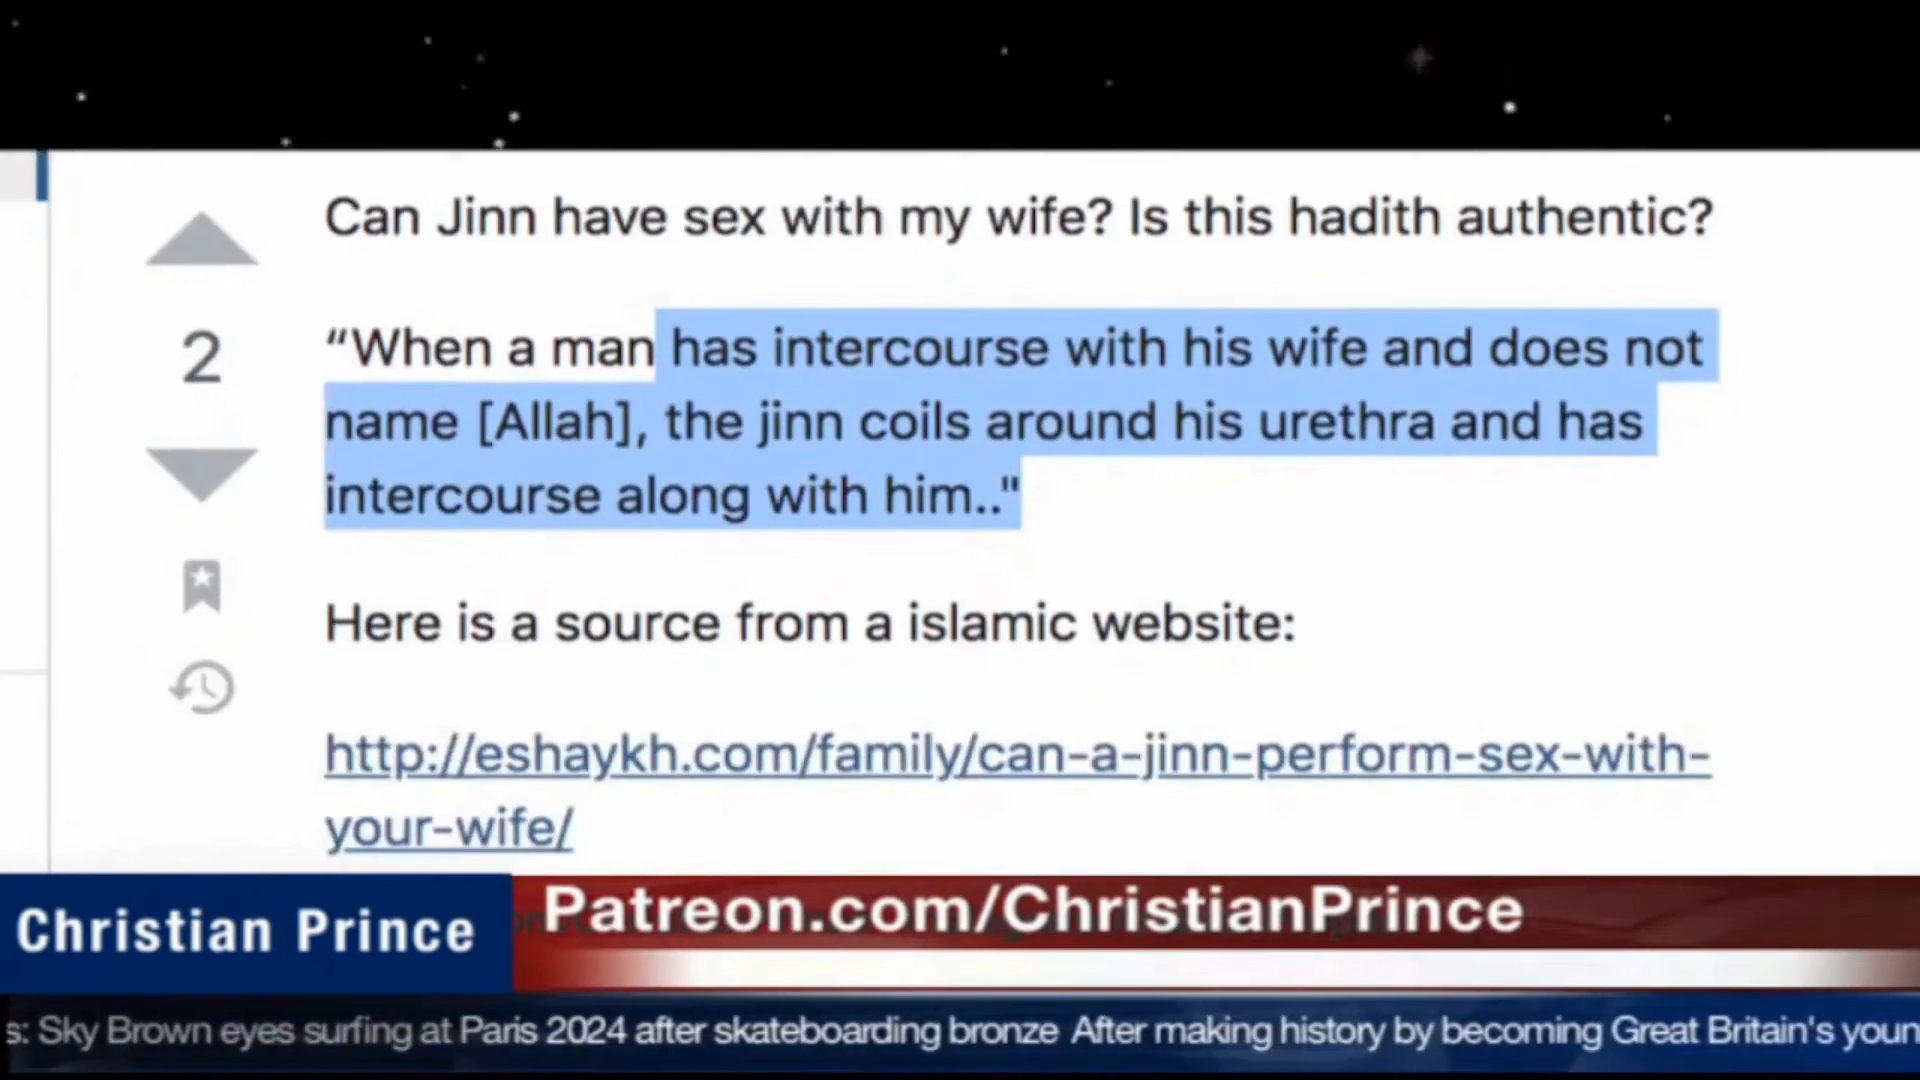 Can Jinn have sex with my wife? Is this hadith authentic?
2
“When a man has intercourse with his wife and does not
name [Allah], the jinn coils around his urethra and has
intercourse along with him.."
Here is a source from a islamic website:
http://eshaykh.com/family/can-a-jinn-perform-sex-with-
your-wife/
Christian Prince
Patreon.com/ChristianPrince
s: Sky Brown eyes surfing at Paris 2024 after skateboarding bronze After making history by becoming Great Britain's youn